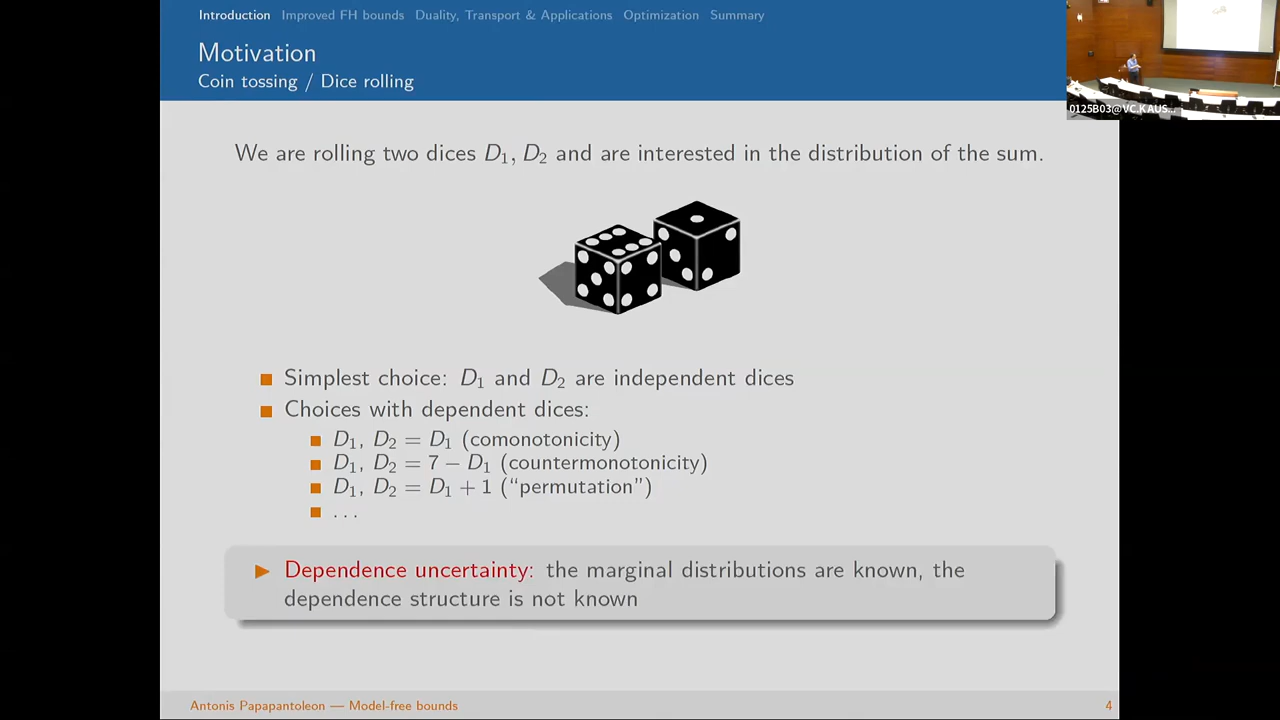 Introduction Improved FH bounds Duality, Transport & Applications Optimization Summary
Motivation
Coin tossing / Dice rolling
0125B03@VC.KAUS...
We are rolling two dices D₁, D₂ and are interested in the distribution of the sum.
Simplest choice: D₁ and D₂ are independent dices
Choices with dependent dices:
D₁, D₂ = D₁ (comonotonicity)
D₁, D₂ = 7 − D₁ (countermonotonicity)
D₁, D₂ = D₁ + 1 (“permutation”)
...
Dependence uncertainty: the marginal distributions are known, the
dependence structure is not known
Antonis Papapantoleon — Model-free bounds 4